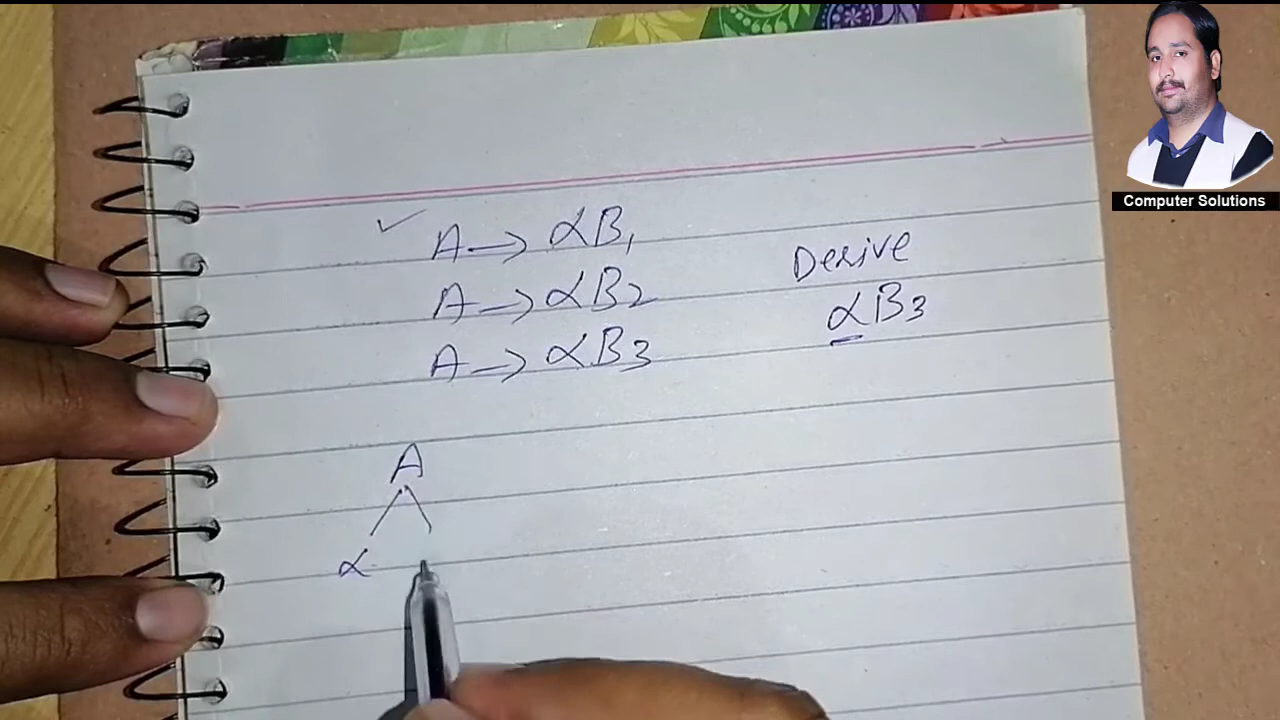 A → αB1
A → αB2
A → αB3
Derive
αB3
A
α
Computer Solutions